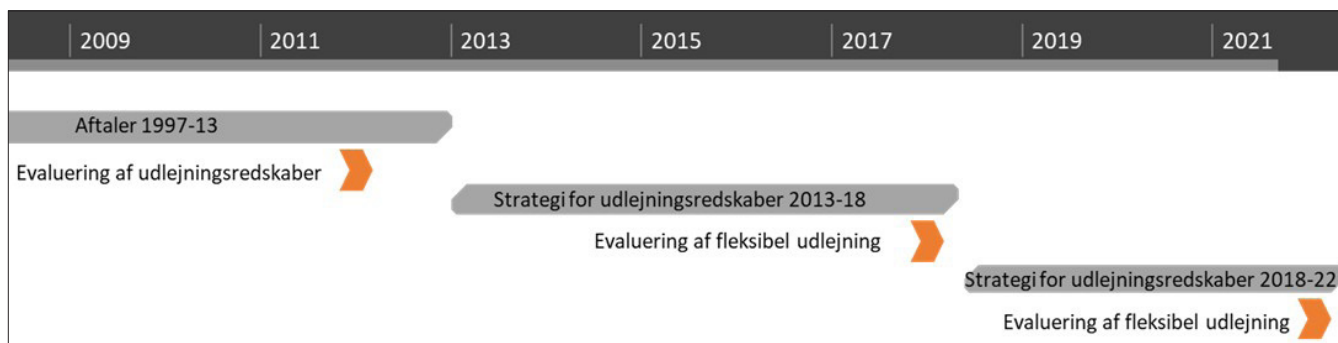 2009 2011 2013 2015 2017 2019 2021
Aftaler 1997-13
Evaluering af udlejningsredskaber
Strategi for udlejningsredskaber 2013-18
Evaluering af fleksibel udlejning
Strategi for udlejningsredskaber 2018-22
Evaluering af fleksibel udlejning